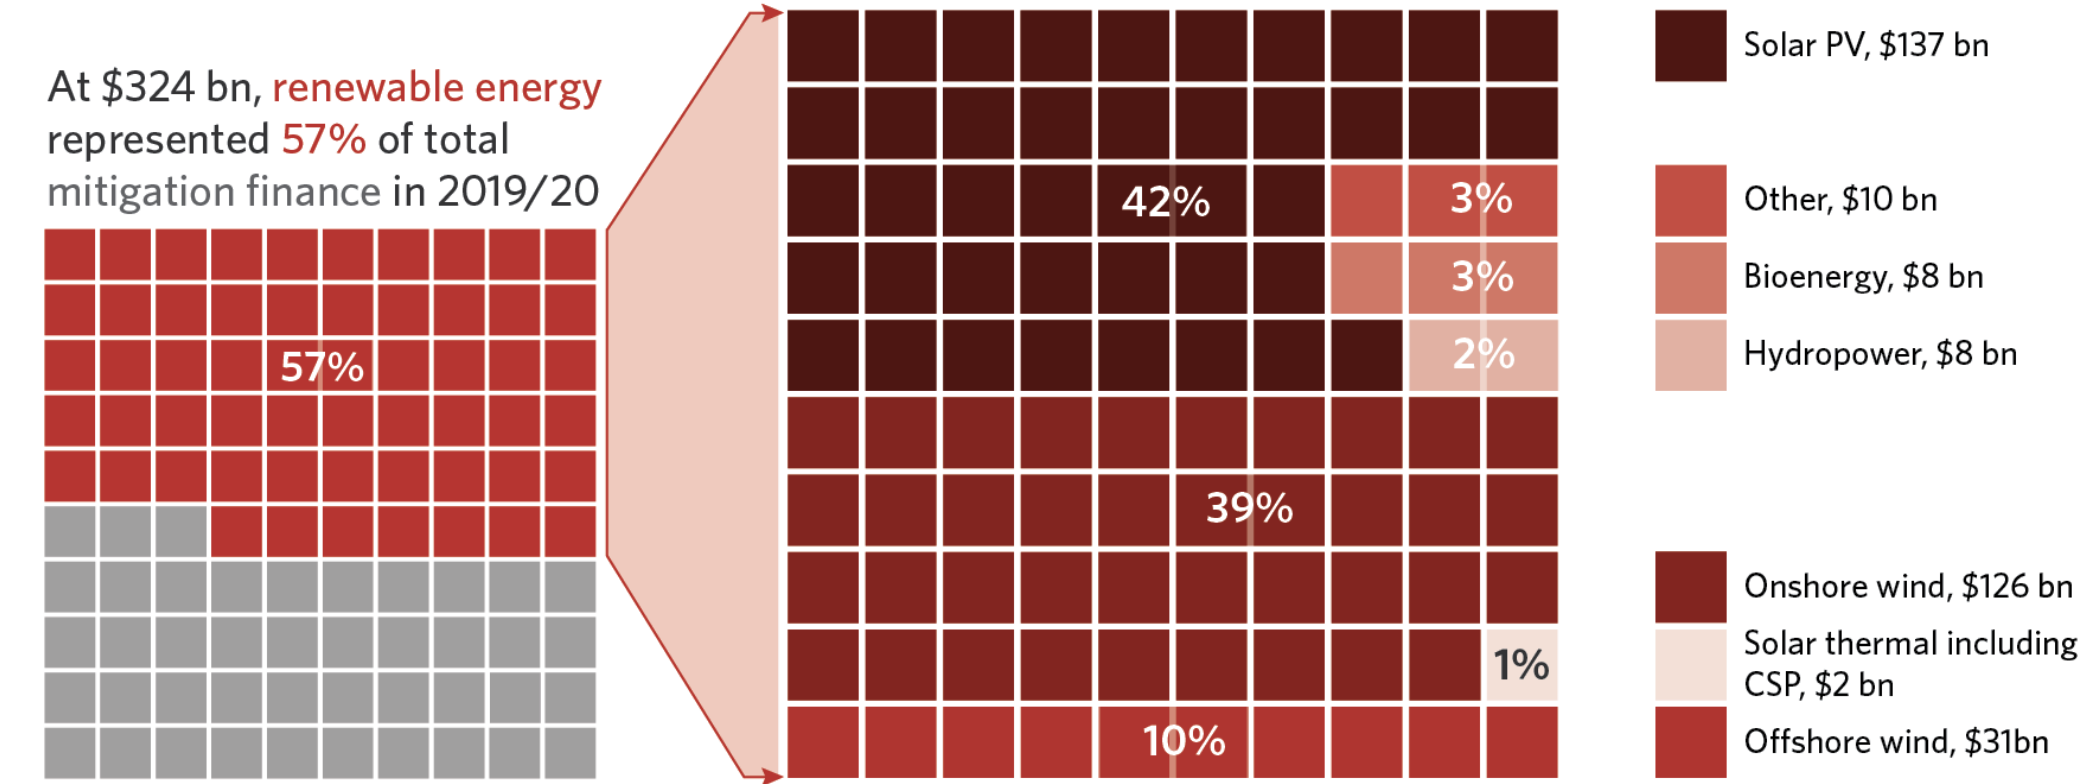 At $324 bn, renewable energy
represented 57% of total
mitigation finance in 2019/20
57%
42%
3%
3%
2%
39%
1%
10%
Solar PV, $137 bn
Other, $10 bn
Bioenergy, $8 bn
Hydropower, $8 bn
Onshore wind, $126 bn
Solar thermal including
CSP, $2 bn
Offshore wind, $31bn